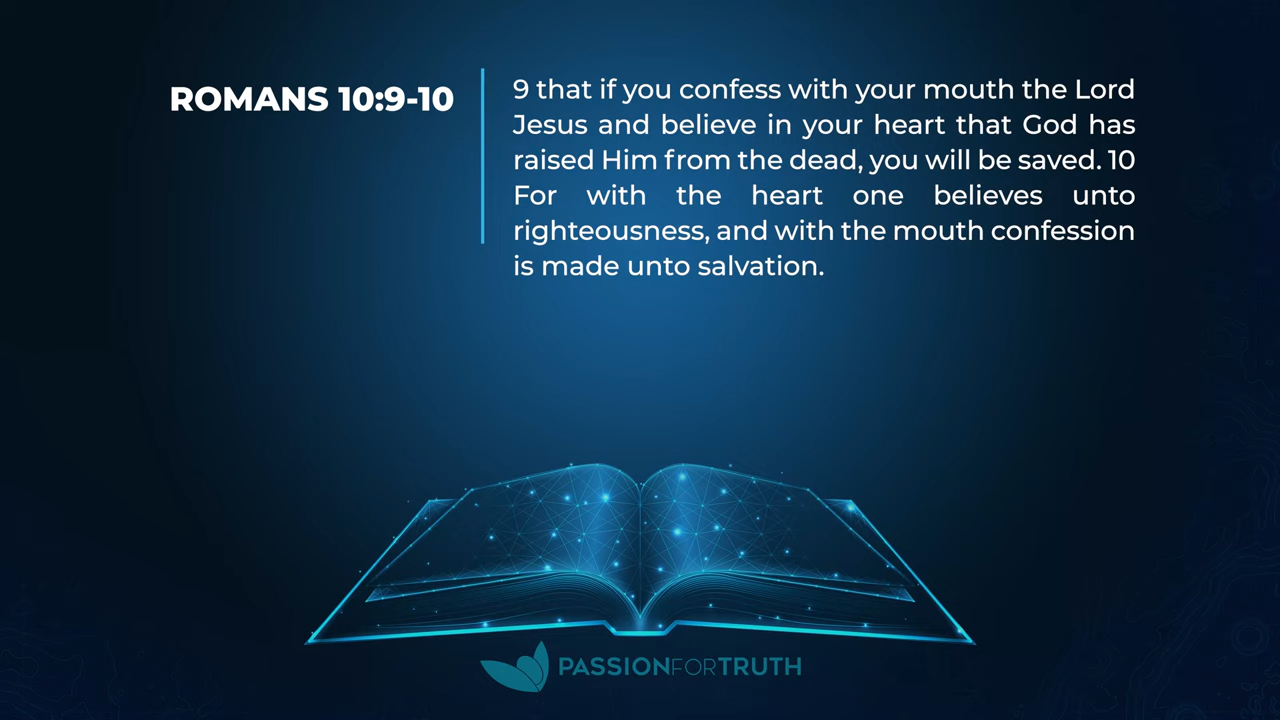 ROMANS 10:9-10
9 that if you confess with your mouth the Lord
Jesus and believe in your heart that God has
raised Him from the dead, you will be saved. 10
For with the heart one believes unto
righteousness, and with the mouth confession
is made unto salvation.
PASSIONFORTRUTH